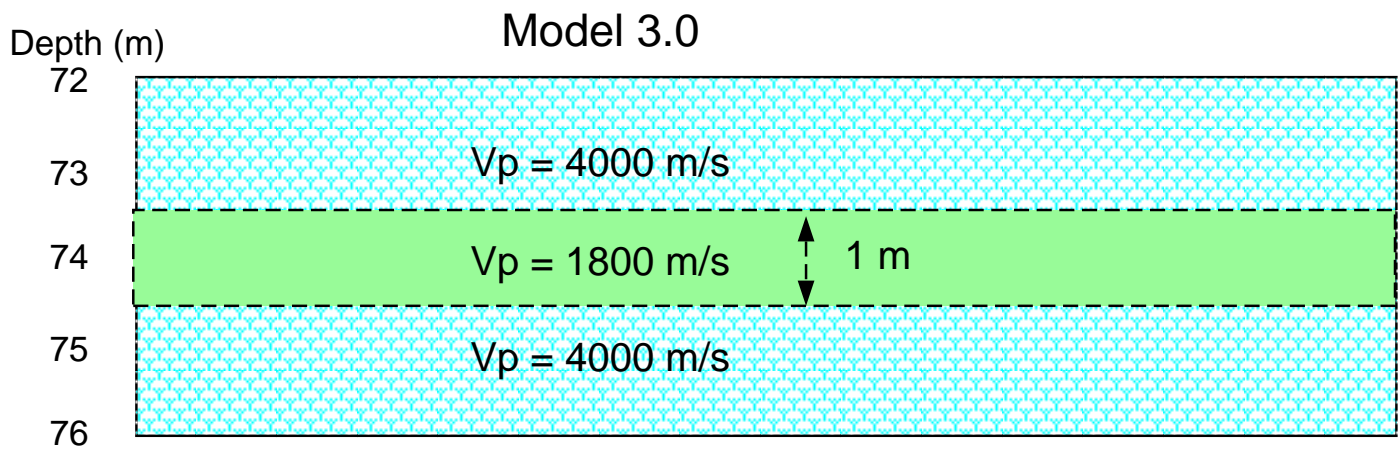 Model 3.0
Depth (m)
72
73
Vp = 4000 m/s
74
Vp = 1800 m/s
1 m
75
Vp = 4000 m/s
76